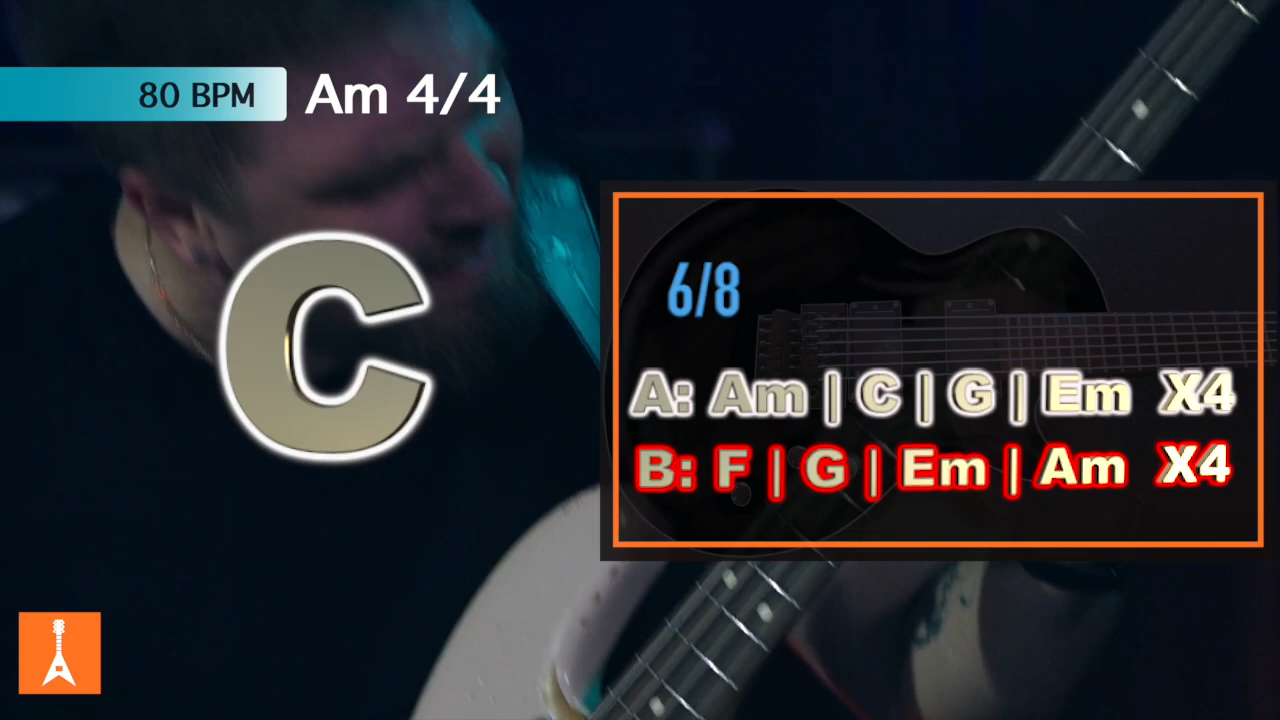 80 BPM Am 4/4
C
6/8
A: Am | C | G | Em X4
B: F | G | Em | Am X4